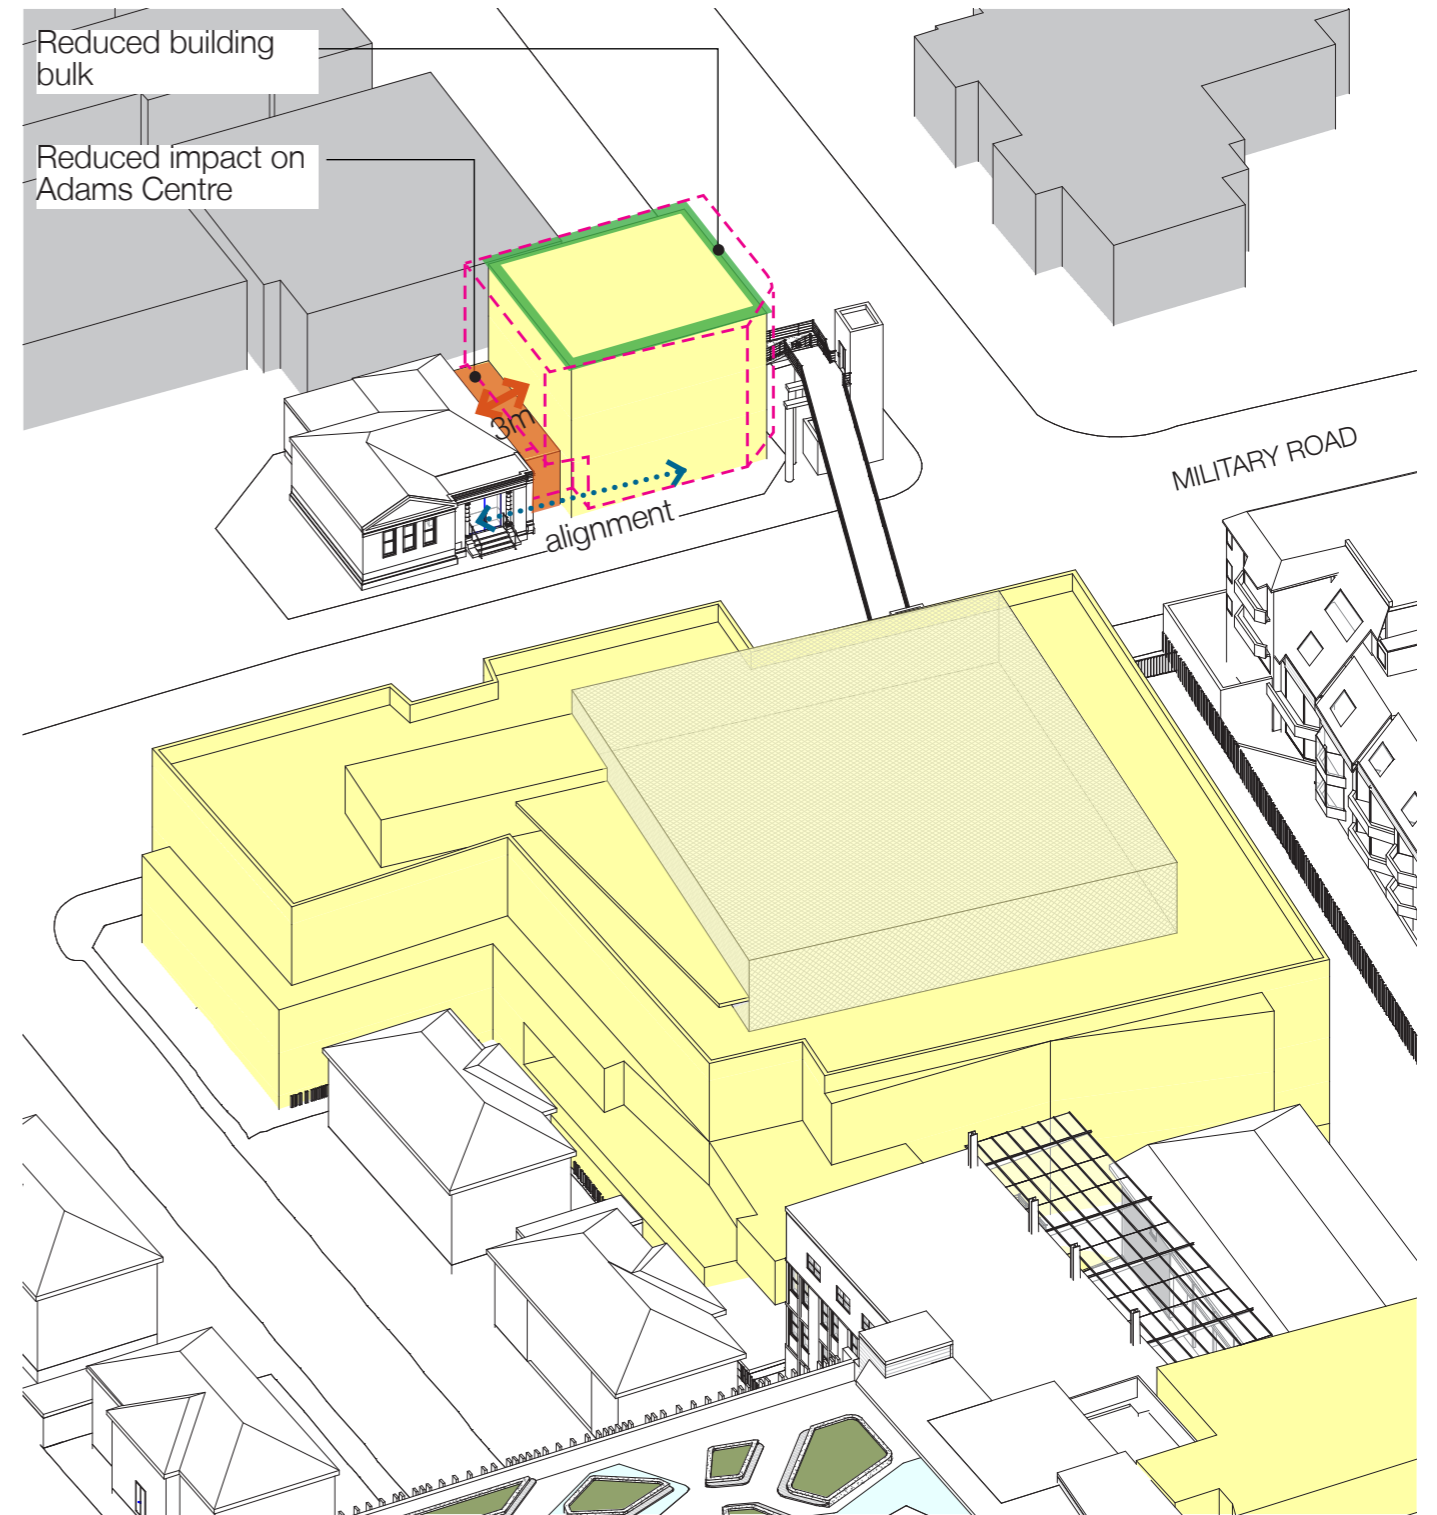 Reduced building
bulk
Reduced impact on
Adams Centre
3m
alignment
MILITARY ROAD